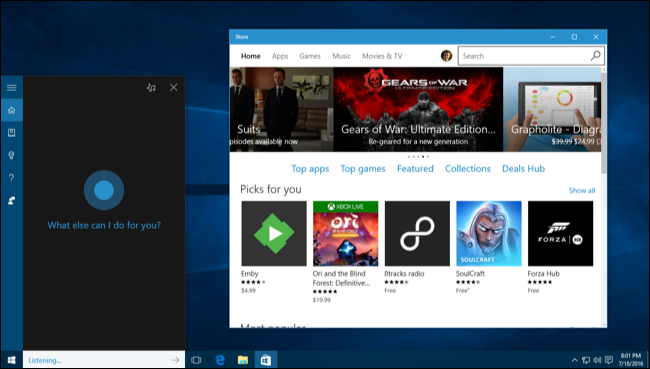 Store
Home Apps Games Music Movies & TV
Search
Suits
pisodes available now
GEARS OF WAR
ULTIMATE EDITION
Gears of War: Ultimate Edition...
Re-geared for a new generation
Grapholite - Diagra
$39.99 $24.99 (3
Top apps Top games Featured Collections Deals Hub
Picks for you
Show all
XBOX LIVE
ori
SOULCRAFT
FORZA HUB
Emby
$4.99
Ori and the Blind
Forest: Definitive...
$19.99
8tracks radio
Free
SoulCraft
Free*
Forza Hub
Free
What else can I do for you?
Listening...
8:01 PM
7/18/2016